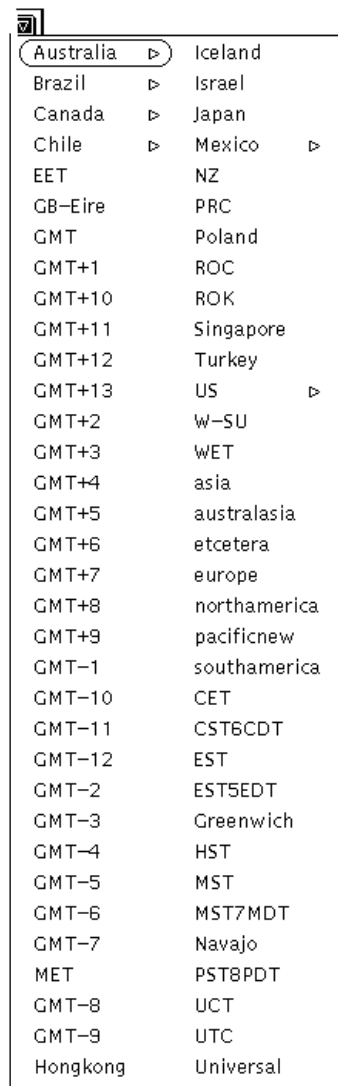 Australia
Brazil
Canada
Chile
EET
GB-Eire
GMT
GMT+1
GMT+10
GMT+11
GMT+12
GMT+13
GMT+2
GMT+3
GMT+4
GMT+5
GMT+6
GMT+7
GMT+8
GMT+9
GMT-1
GMT-10
GMT-11
GMT-12
GMT-2
GMT-3
GMT-4
GMT-5
GMT-6
GMT-7
MET
GMT-8
GMT-9
Hongkong
Iceland
Israel
Japan
Mexico
NZ
PRC
Poland
ROC
ROK
Singapore
Turkey
US
W-SU
WET
asia
australasia
etcetera
europe
northamerica
pacificnew
southamerica
CET
CST6CDT
EST
EST5EDT
Greenwich
HST
MST
MST7MDT
Navajo
PST8PDT
UCT
UTC
Universal